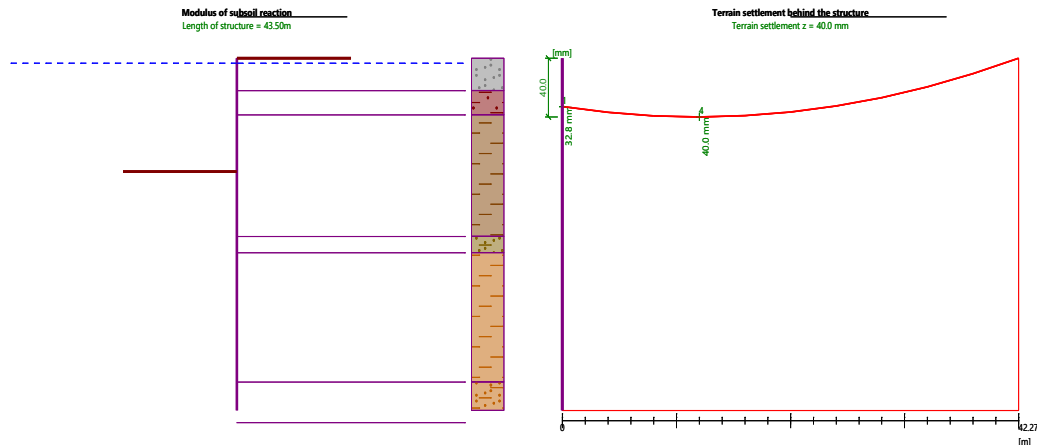 Modulus of subsoil reaction
Length of structure = 43.50m
Terrain settlement behind the structure
Terrain settlement z = 40.0 mm
[mm]
40.0
32.8 mm
4
40.0 mm
0
42.27
[m]